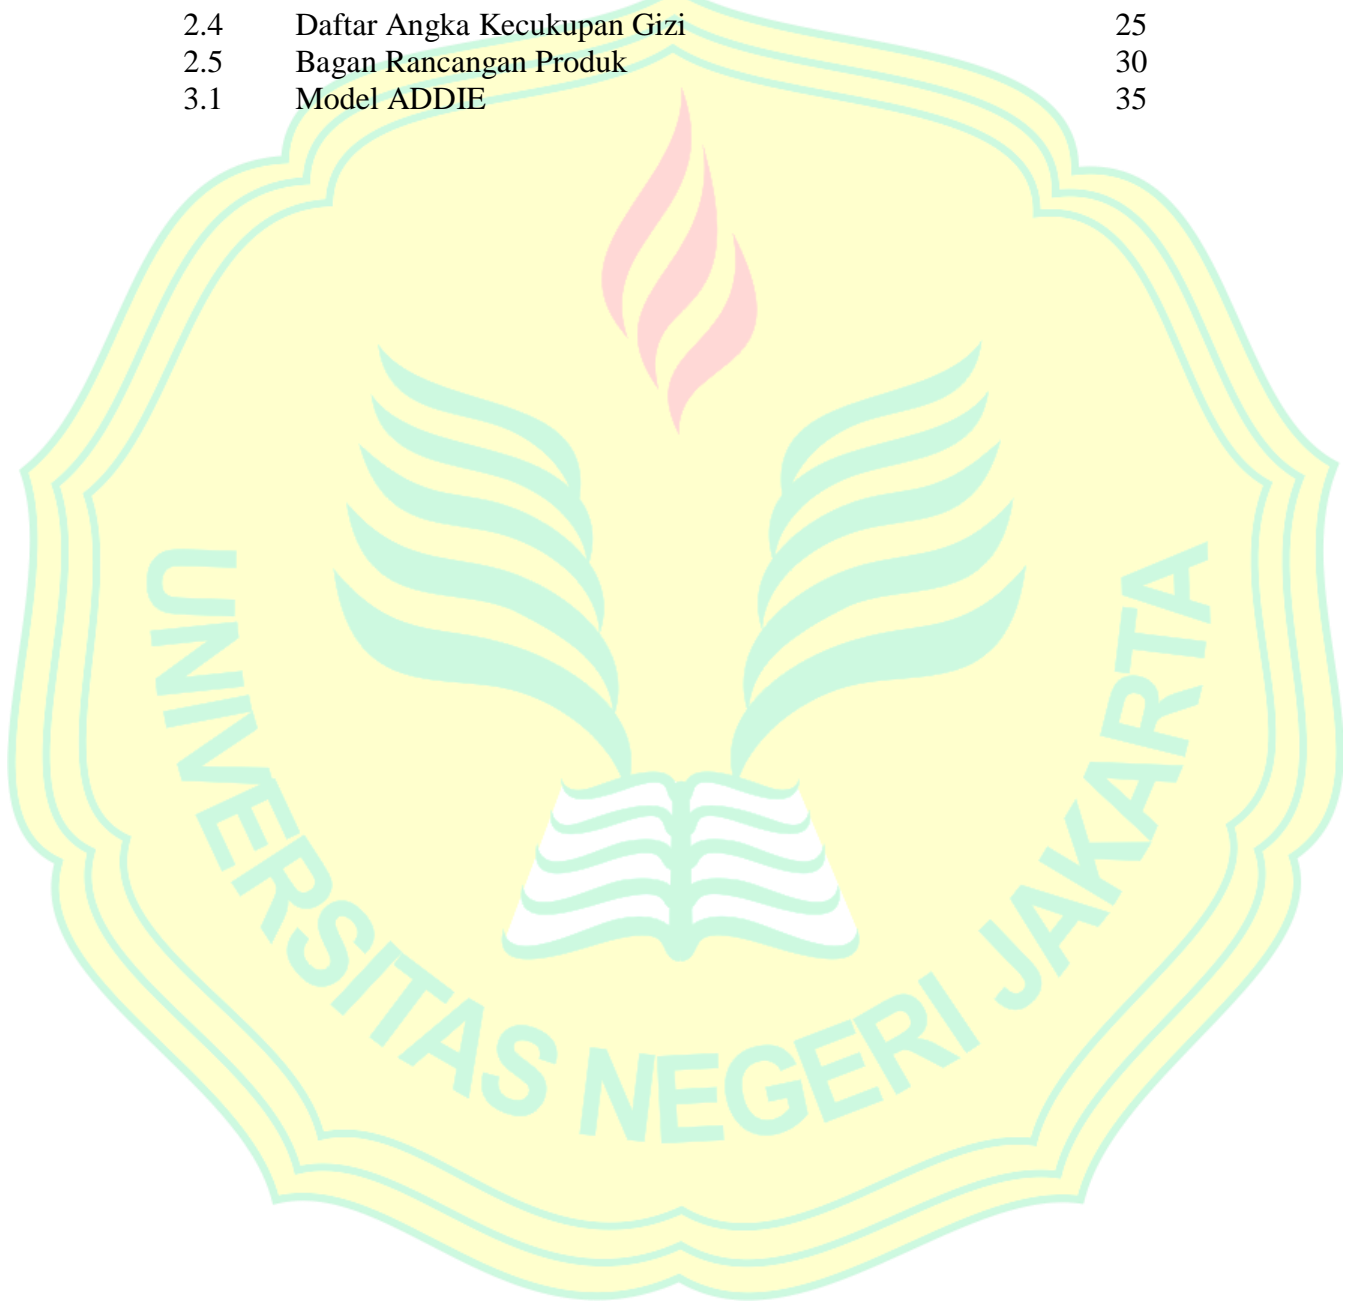 2.4 Daftar Angka Kecukupan Gizi 25
2.5 Bagan Rancangan Produk 30
3.1 Model ADDIE 35
UNIVERSITAS NEGERI JAKARTA